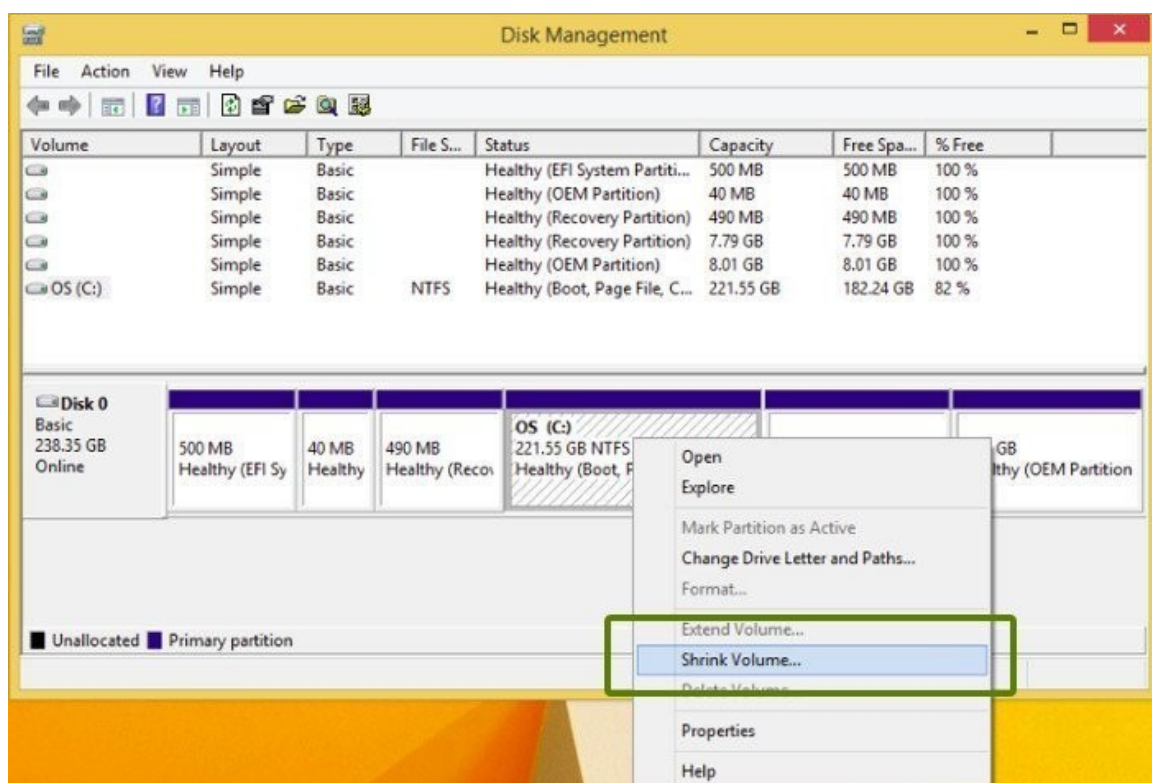 Disk Management
File Action View Help
Volume Layout Type File S... Status Capacity Free Spa... % Free
Simple Basic Healthy (EFI System Partiti... 500 MB 500 MB 100 %
Simple Basic Healthy (OEM Partition) 40 MB 40 MB 100 %
Simple Basic Healthy (Recovery Partition) 490 MB 490 MB 100 %
Simple Basic Healthy (Recovery Partition) 7.79 GB 7.79 GB 100 %
Simple Basic Healthy (OEM Partition) 8.01 GB 8.01 GB 100 %
OS (C:) Simple Basic NTFS Healthy (Boot, Page File, C... 221.55 GB 182.24 GB 82 %
Disk 0
Basic
238.35 GB
Online
500 MB
Healthy (EFI Sy
40 MB
Healthy
490 MB
Healthy (Recov
OS (C:)
221.55 GB NTFS
Healthy (Boot, P
GB
lthy (OEM Partition
Open
Explore
Mark Partition as Active
Change Drive Letter and Paths...
Format...
Extend Volume...
Shrink Volume...
Delete Volume...
Properties
Help
Unallocated Primary partition